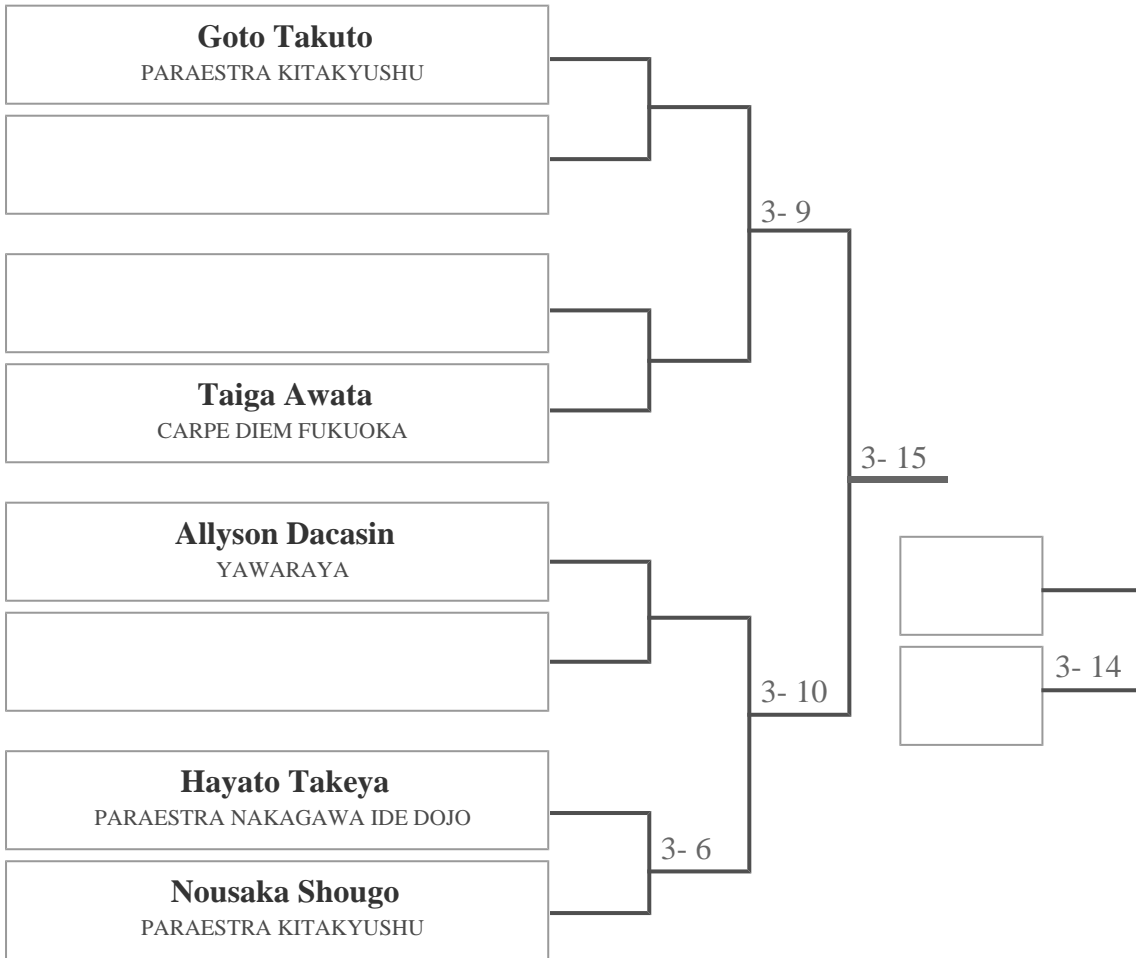 Goto Takuto
PARAESTRA KITAKYUSHU
3- 9
Taiga Awata
CARPE DIEM FUKUOKA
3- 15
Allyson Dacasin
YAWARAYA
3- 14
3- 10
Hayato Takeya
PARAESTRA NAKAGAWA IDE DOJO
3- 6
Nousaka Shougo
PARAESTRA KITAKYUSHU